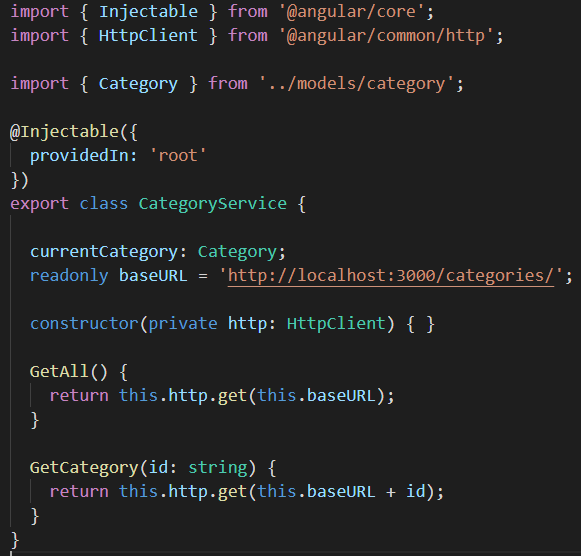 import { Injectable } from '@angular/core';
import { HttpClient } from '@angular/common/http';
import { Category } from '../models/category';
@Injectable({
  providedIn: 'root'
})
export class CategoryService {
  currentCategory: Category;
  readonly baseURL = 'http://localhost:3000/categories/';
  constructor(private http: HttpClient) { }
  GetAll() {
    return this.http.get(this.baseURL);
  }
  GetCategory(id: string) {
    return this.http.get(this.baseURL + id);
  }
}